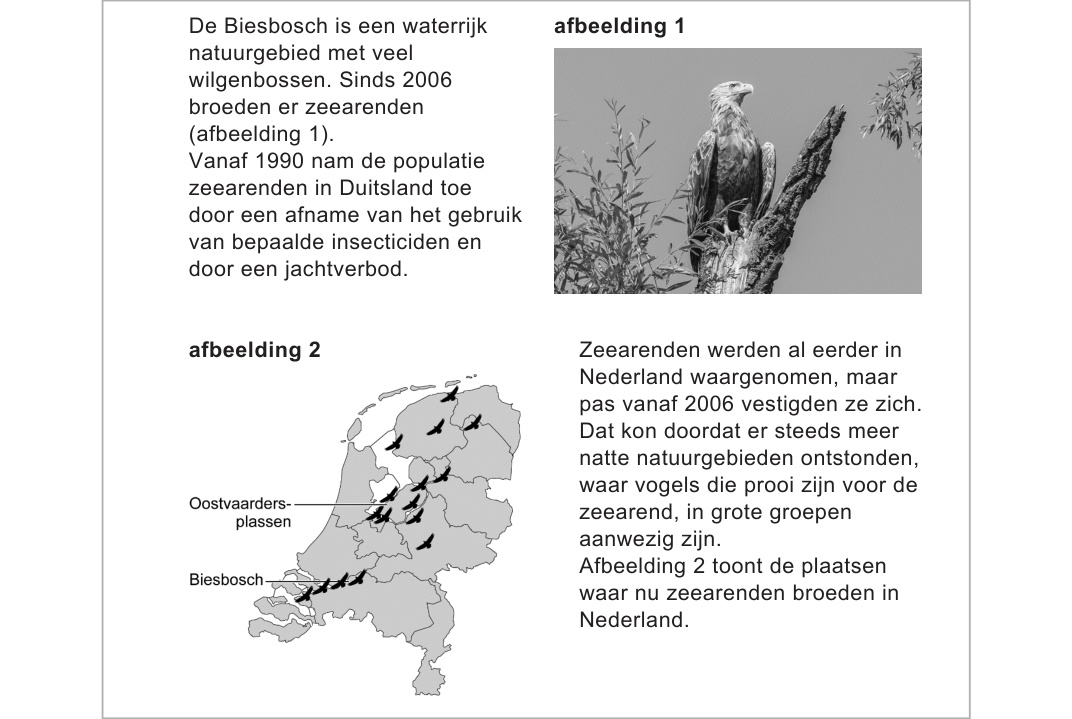 De Biesbosch is een waterrijk
natuurgebied met veel
wilgenbossen. Sinds 2006
broeden er zeearenden
(afbeelding 1).
Vanaf 1990 nam de populatie
zeearenden in Duitsland toe
door een afname van het gebruik
van bepaalde insecticiden en
door een jachtverbod.
afbeelding 1
afbeelding 2
Oostvaarders-
plassen
Biesbosch
Zeearenden werden al eerder in
Nederland waargenomen, maar
pas vanaf 2006 vestigden ze zich.
Dat kon doordat er steeds meer
natte natuurgebieden ontstonden,
waar vogels die prooi zijn voor de
zeearend, in grote groepen
aanwezig zijn.
Afbeelding 2 toont de plaatsen
waar nu zeearenden broeden in
Nederland.